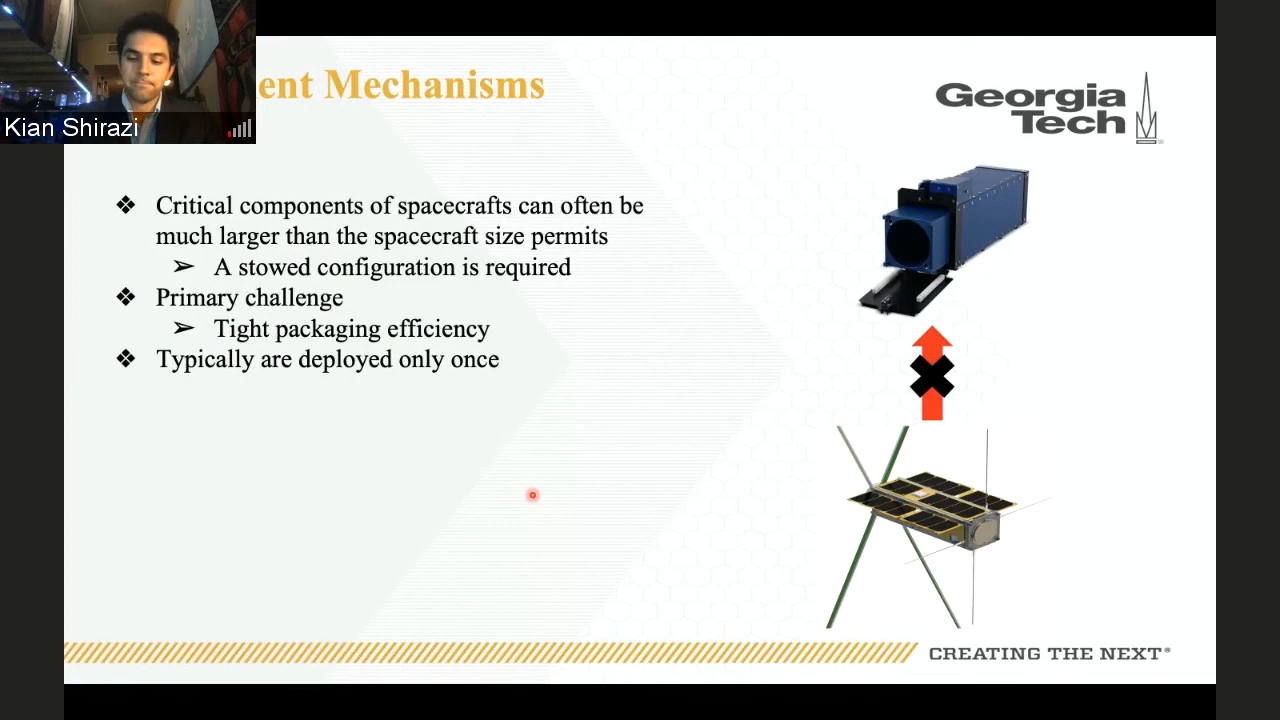 ent Mechanisms
Georgia
Tech
Kian Shirazi
❖ Critical components of spacecrafts can often be
much larger than the spacecraft size permits
➢ A stowed configuration is required
❖ Primary challenge
➢ Tight packaging efficiency
❖ Typically are deployed only once
CREATING THE NEXT®